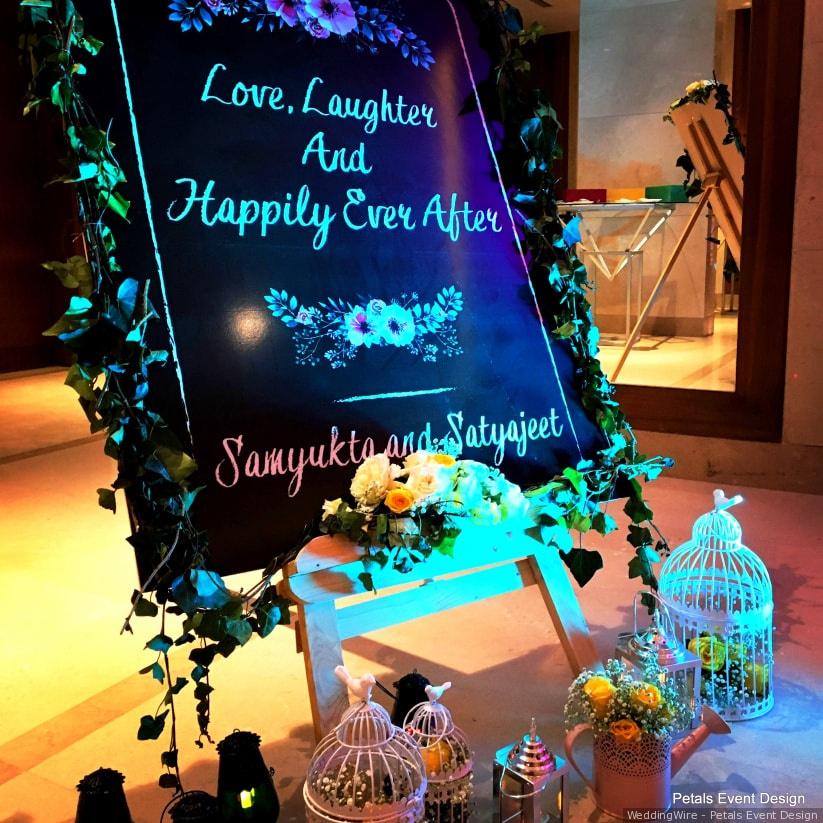 Love, Laughter
And
Happily Ever After
Samyukta and Satyajeet
Petals Event Design
WeddingWire - Petals Event Design